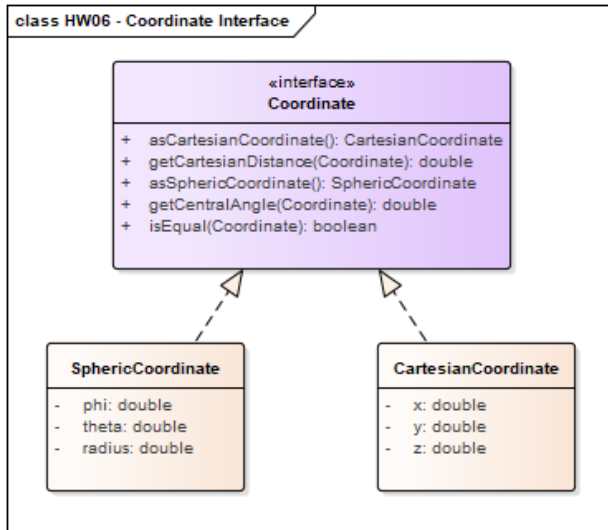 class HW06 - Coordinate Interface
«interface»
Coordinate
+ asCartesianCoordinate(): CartesianCoordinate
+ getCartesianDistance(Coordinate): double
+ asSphericCoordinate(): SphericCoordinate
+ getCentralAngle(Coordinate): double
+ isEqual(Coordinate): boolean
SphericCoordinate
- phi: double
- theta: double
- radius: double
CartesianCoordinate
- x: double
- y: double
- z: double